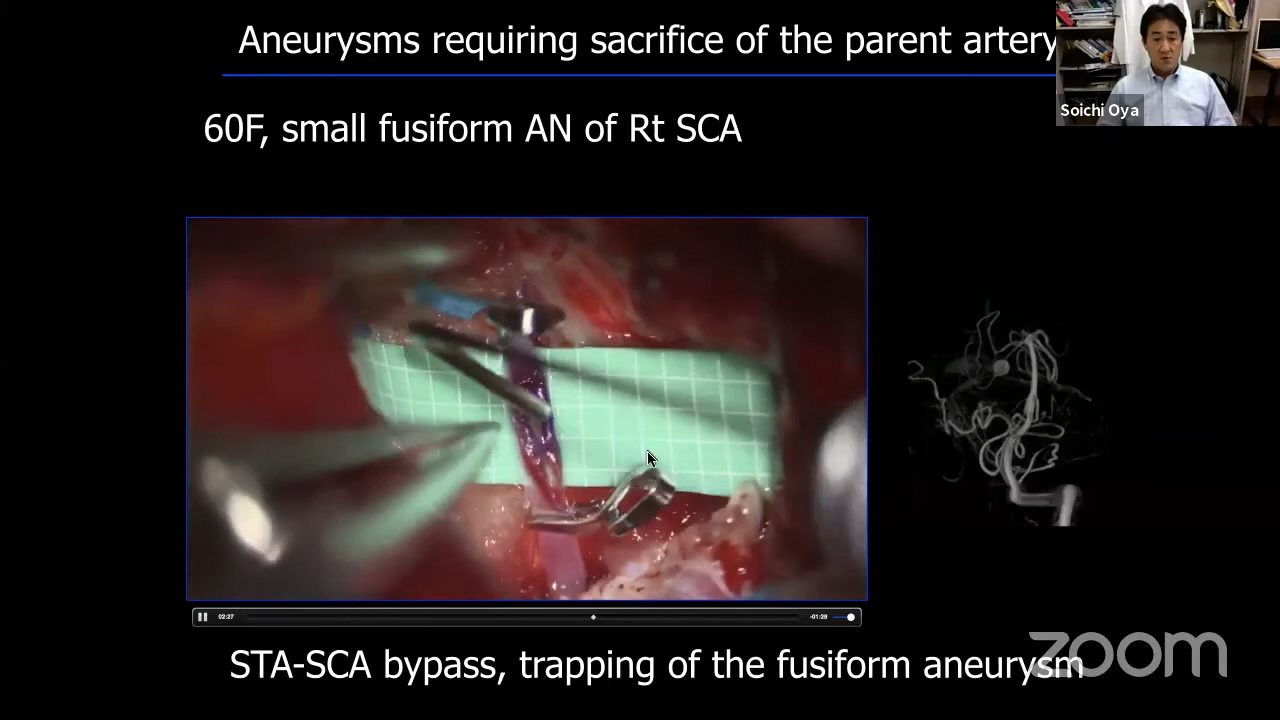 Aneurysms requiring sacrifice of the parent artery
Soichi Oya
60F, small fusiform AN of Rt SCA
02:27
-01:28
STA-SCA bypass, trapping of the fusiform aneurysm
zoom